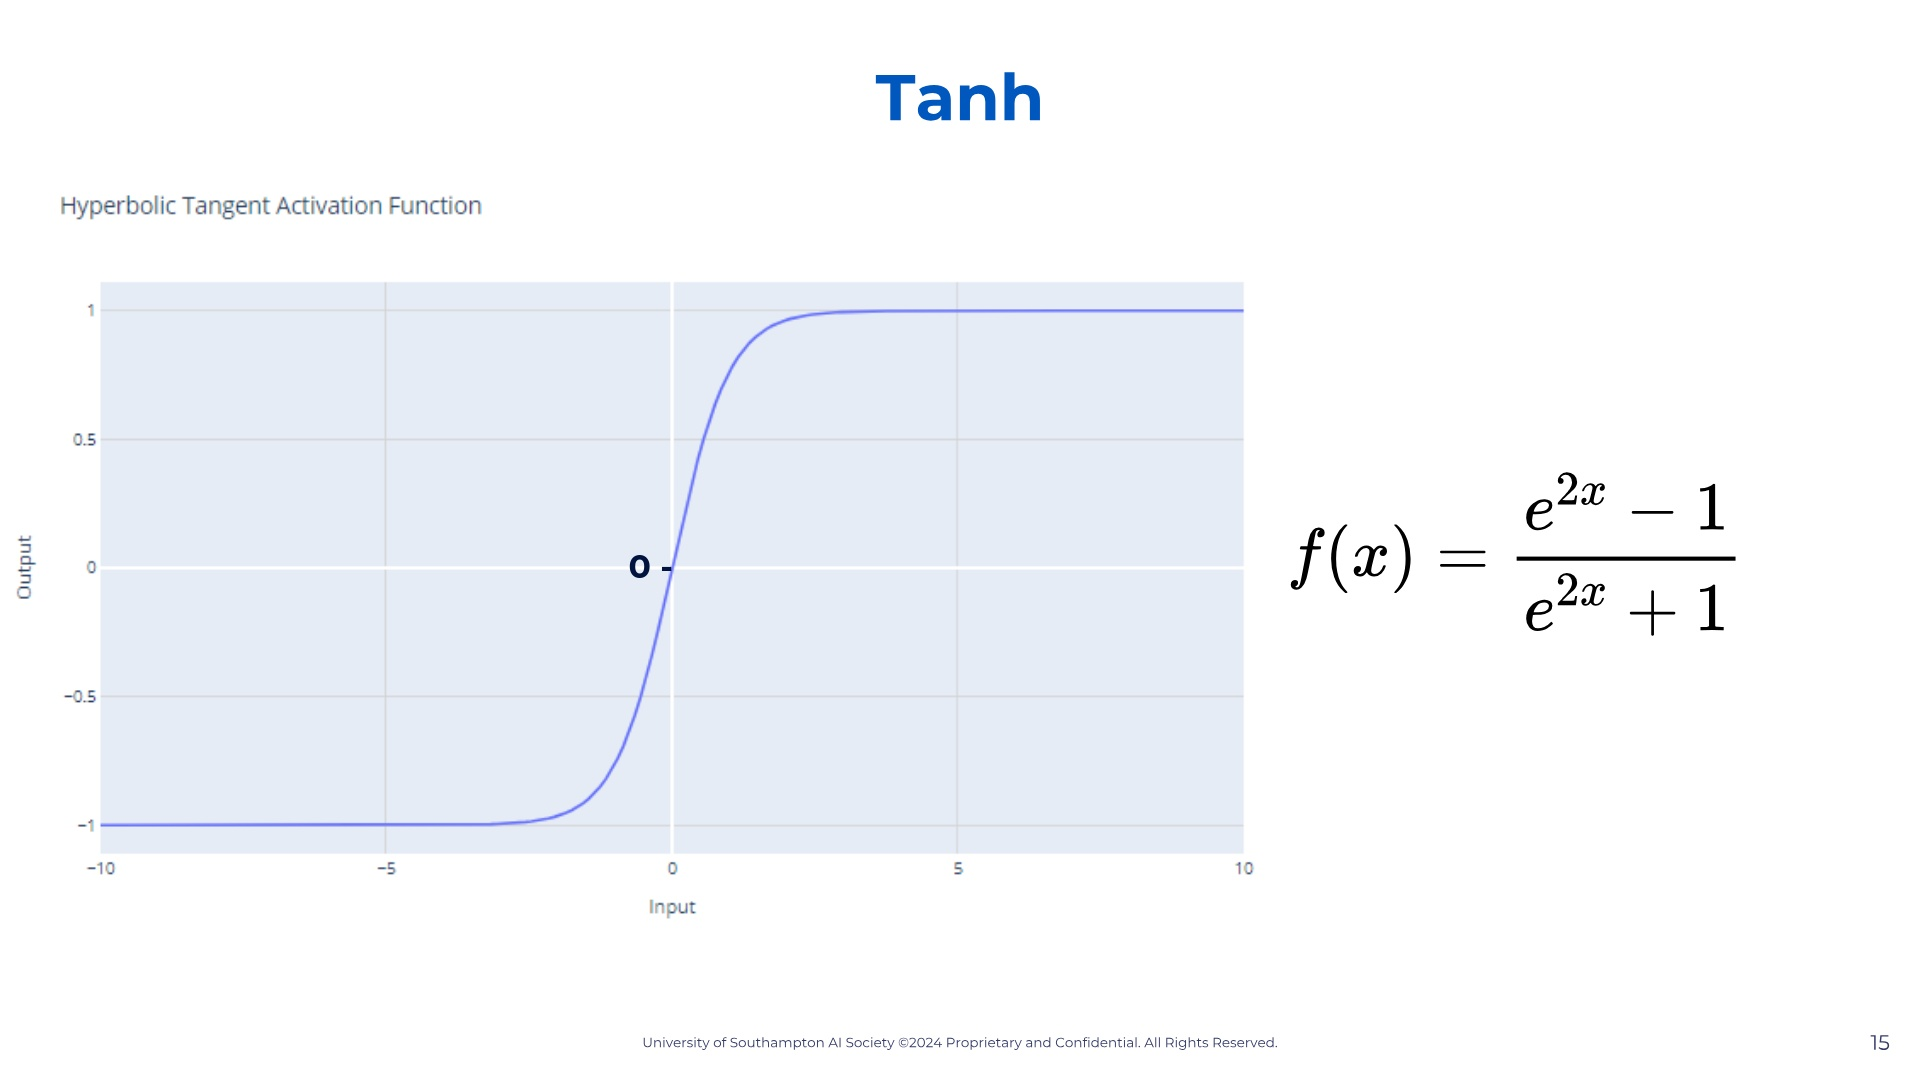 Tanh
Hyperbolic Tangent Activation Function
1
0.5
0
−0.5
−1
Output
0 -
−10 −5 0 5 10
Input
f(x) = \frac{e^{2x} − 1}{e^{2x} + 1}
University of Southampton AI Society ©2024 Proprietary and Confidential. All Rights Reserved.
15